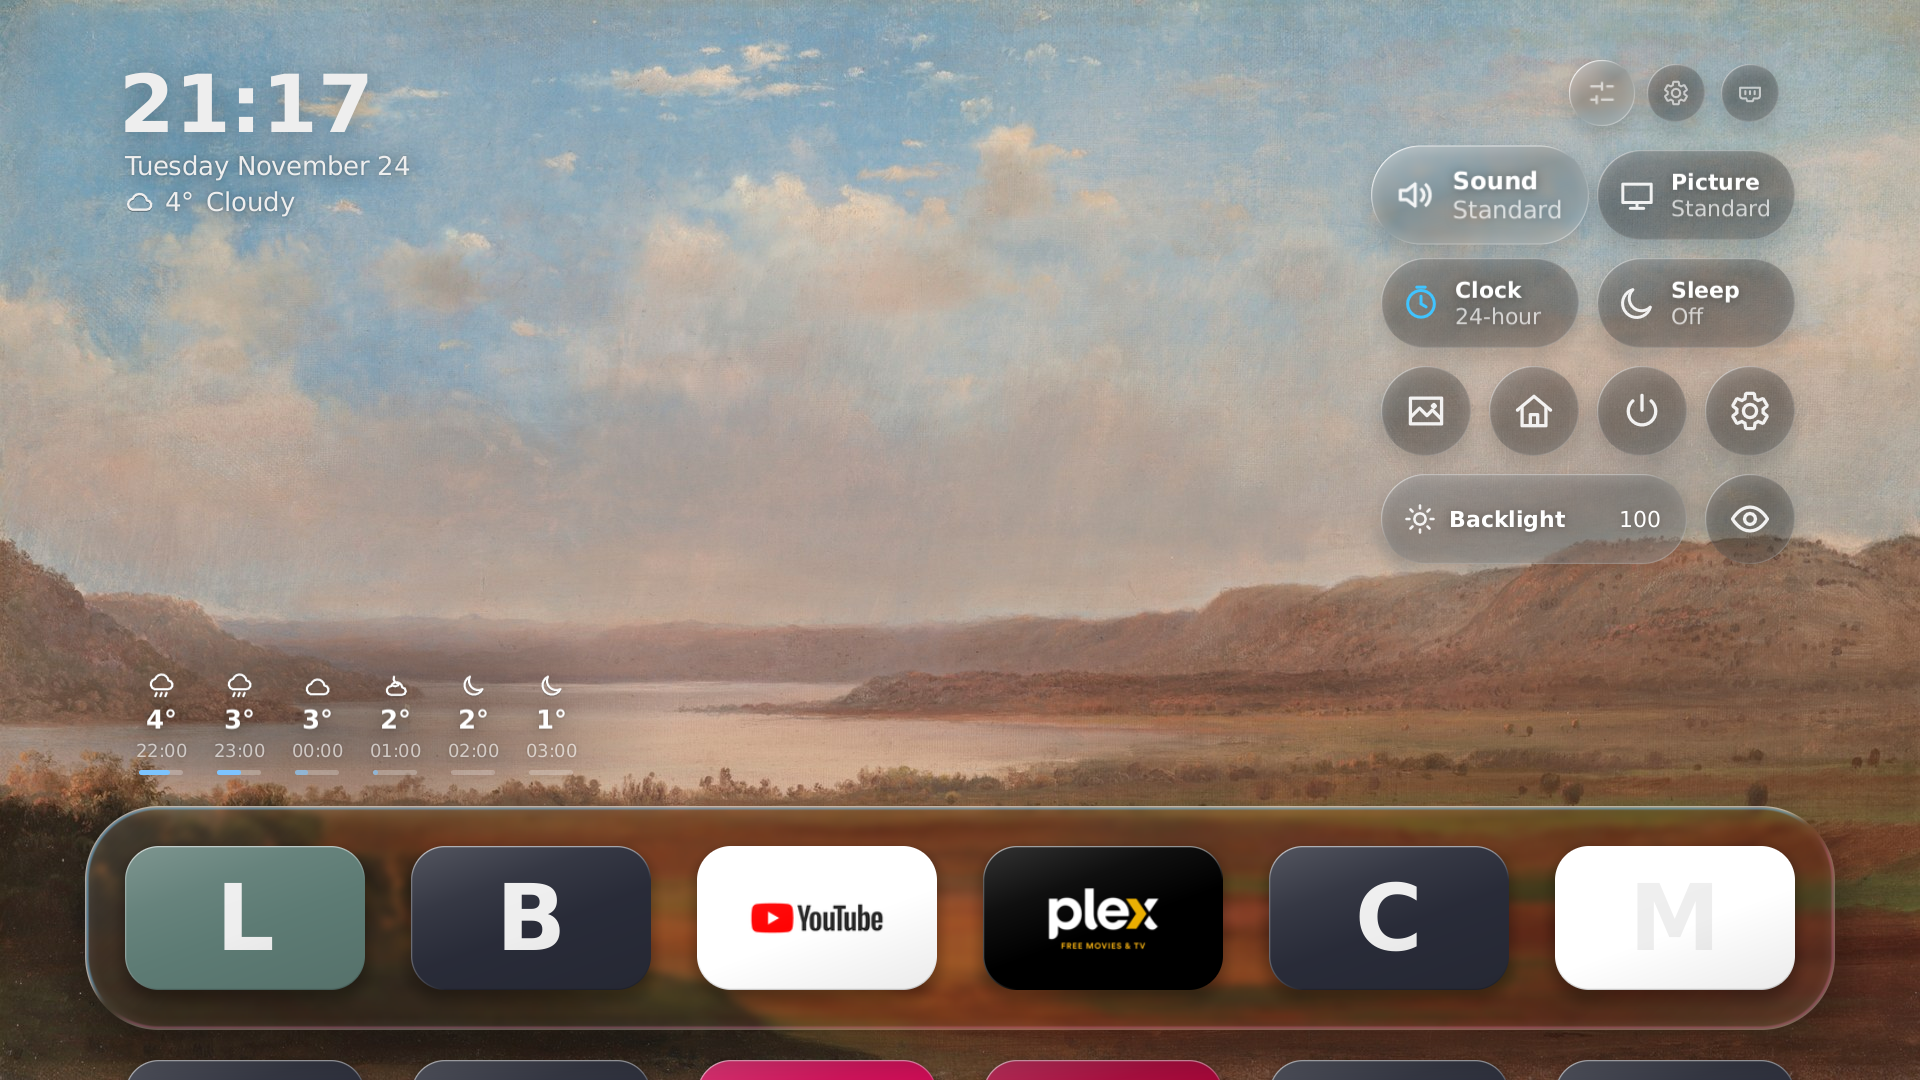 21:17
Tuesday November 24
4° Cloudy
Sound
Standard
Picture
Standard
Clock
24-hour
Sleep
Off
Backlight 100
4° 3° 3° 2° 2° 1°
22:00 23:00 00:00 01:00 02:00 03:00
L B YouTube plex C M
FREE MOVIES & TV